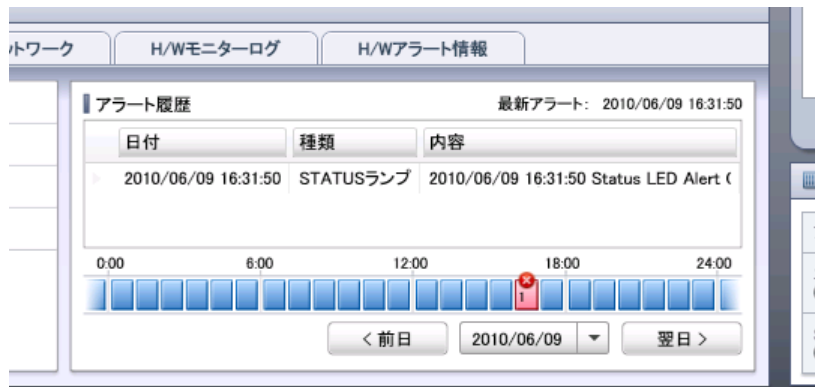 トワーク H/Wモニターログ H/Wアラート情報
アラート履歴 最新アラート: 2010/06/09 16:31:50
日付 種類 内容
2010/06/09 16:31:50 STATUSランプ 2010/06/09 16:31:50 Status LED Alert
0:00 6:00 12:00 18:00 24:00
1
< 前日 2010/06/09 翌日 >